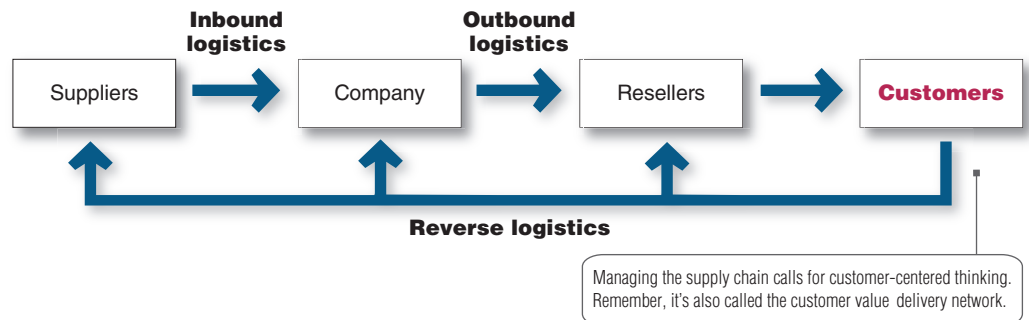 Inbound
logistics
Outbound
logistics
Suppliers
Company
Resellers
Customers
Reverse logistics
Managing the supply chain calls for customer-centered thinking.
Remember, it's also called the customer value delivery network.